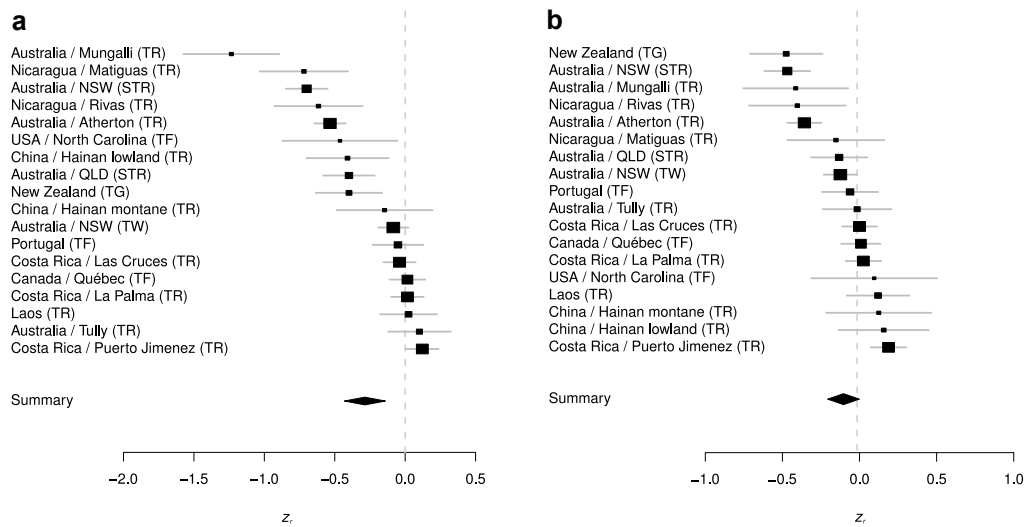 a
Australia / Mungalli (TR)
Nicaragua / Matiguas (TR)
Australia / NSW (STR)
Nicaragua / Rivas (TR)
Australia / Atherton (TR)
USA / North Carolina (TF)
China / Hainan lowland (TR)
Australia / QLD (STR)
New Zealand (TG)
China / Hainan montane (TR)
Australia / NSW (TW)
Portugal (TF)
Costa Rica / Las Cruces (TR)
Canada / Québec (TF)
Costa Rica / La Palma (TR)
Laos (TR)
Australia / Tully (TR)
Costa Rica / Puerto Jimenez (TR)
Summary
−2.0 −1.0 0.0 0.5
zr
b
New Zealand (TG)
Australia / NSW (STR)
Australia / Mungalli (TR)
Nicaragua / Rivas (TR)
Australia / Atherton (TR)
Nicaragua / Matiguas (TR)
Australia / QLD (STR)
Australia / NSW (TW)
Portugal (TF)
Australia / Tully (TR)
Costa Rica / Las Cruces (TR)
Canada / Québec (TF)
Costa Rica / La Palma (TR)
USA / North Carolina (TF)
Laos (TR)
China / Hainan montane (TR)
China / Hainan lowland (TR)
Costa Rica / Puerto Jimenez (TR)
Summary
−1.0 −0.5 0.0 0.5 1.0
zr